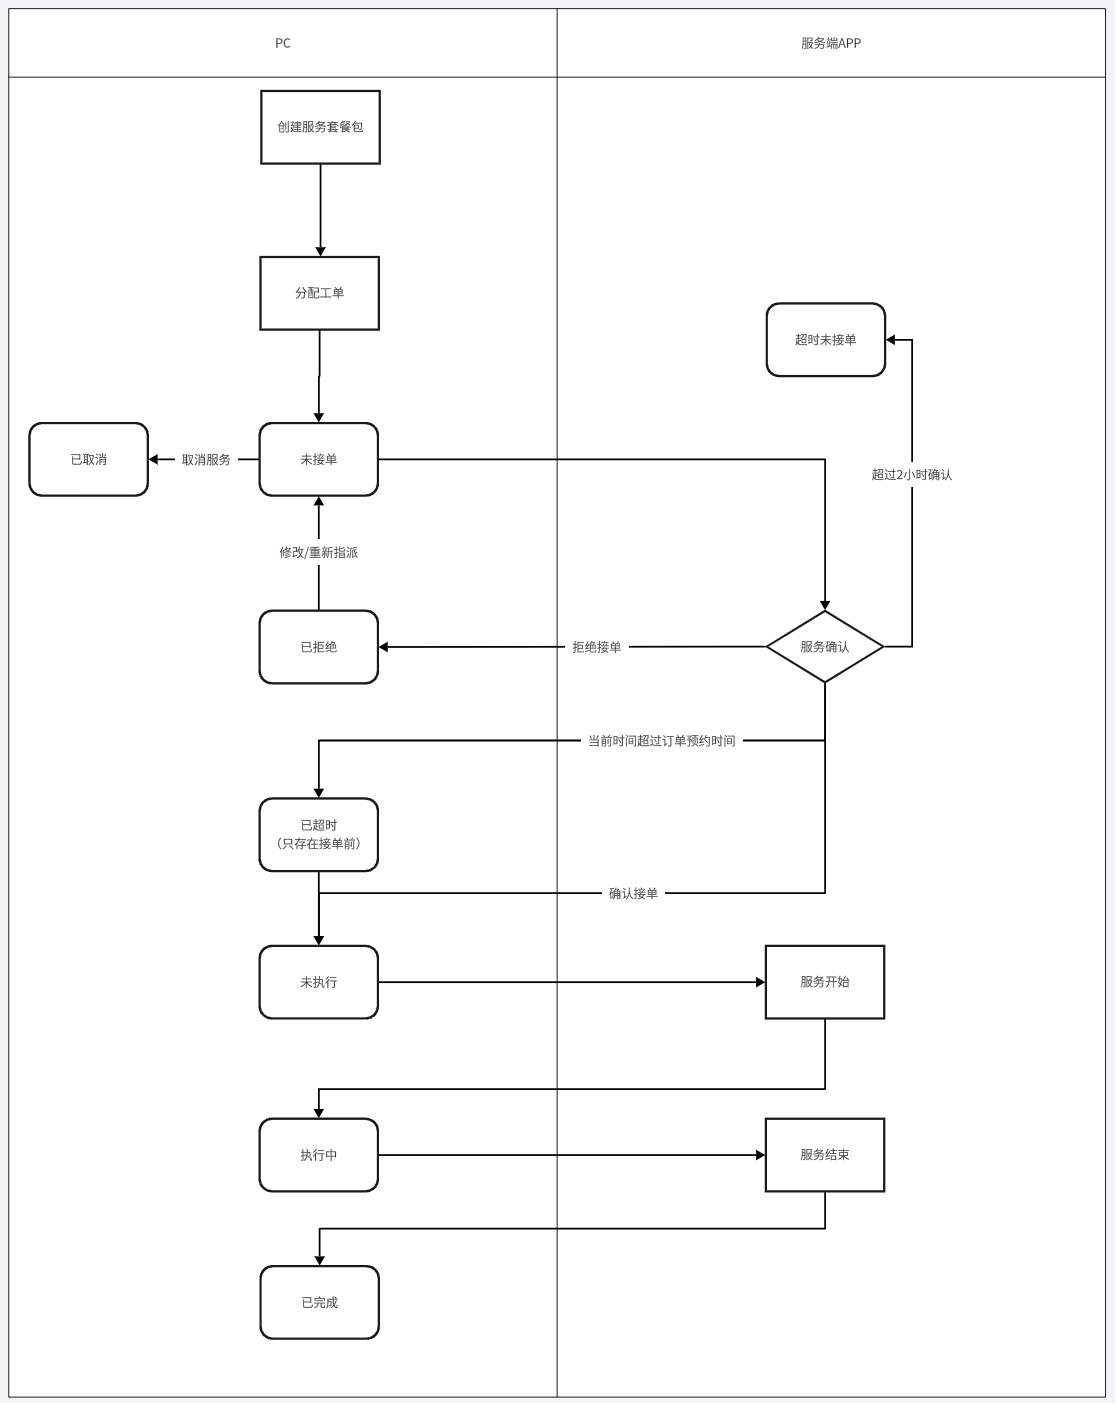 PC
服务端APP
创建服务套餐包
分配工单
超时未接单
已取消
取消服务
未接单
超过2小时确认
修改/重新指派
已拒绝
拒绝接单
服务确认
当前时间超过订单预约时间
已超时
（只存在接单前）
确认接单
未执行
服务开始
执行中
服务结束
已完成